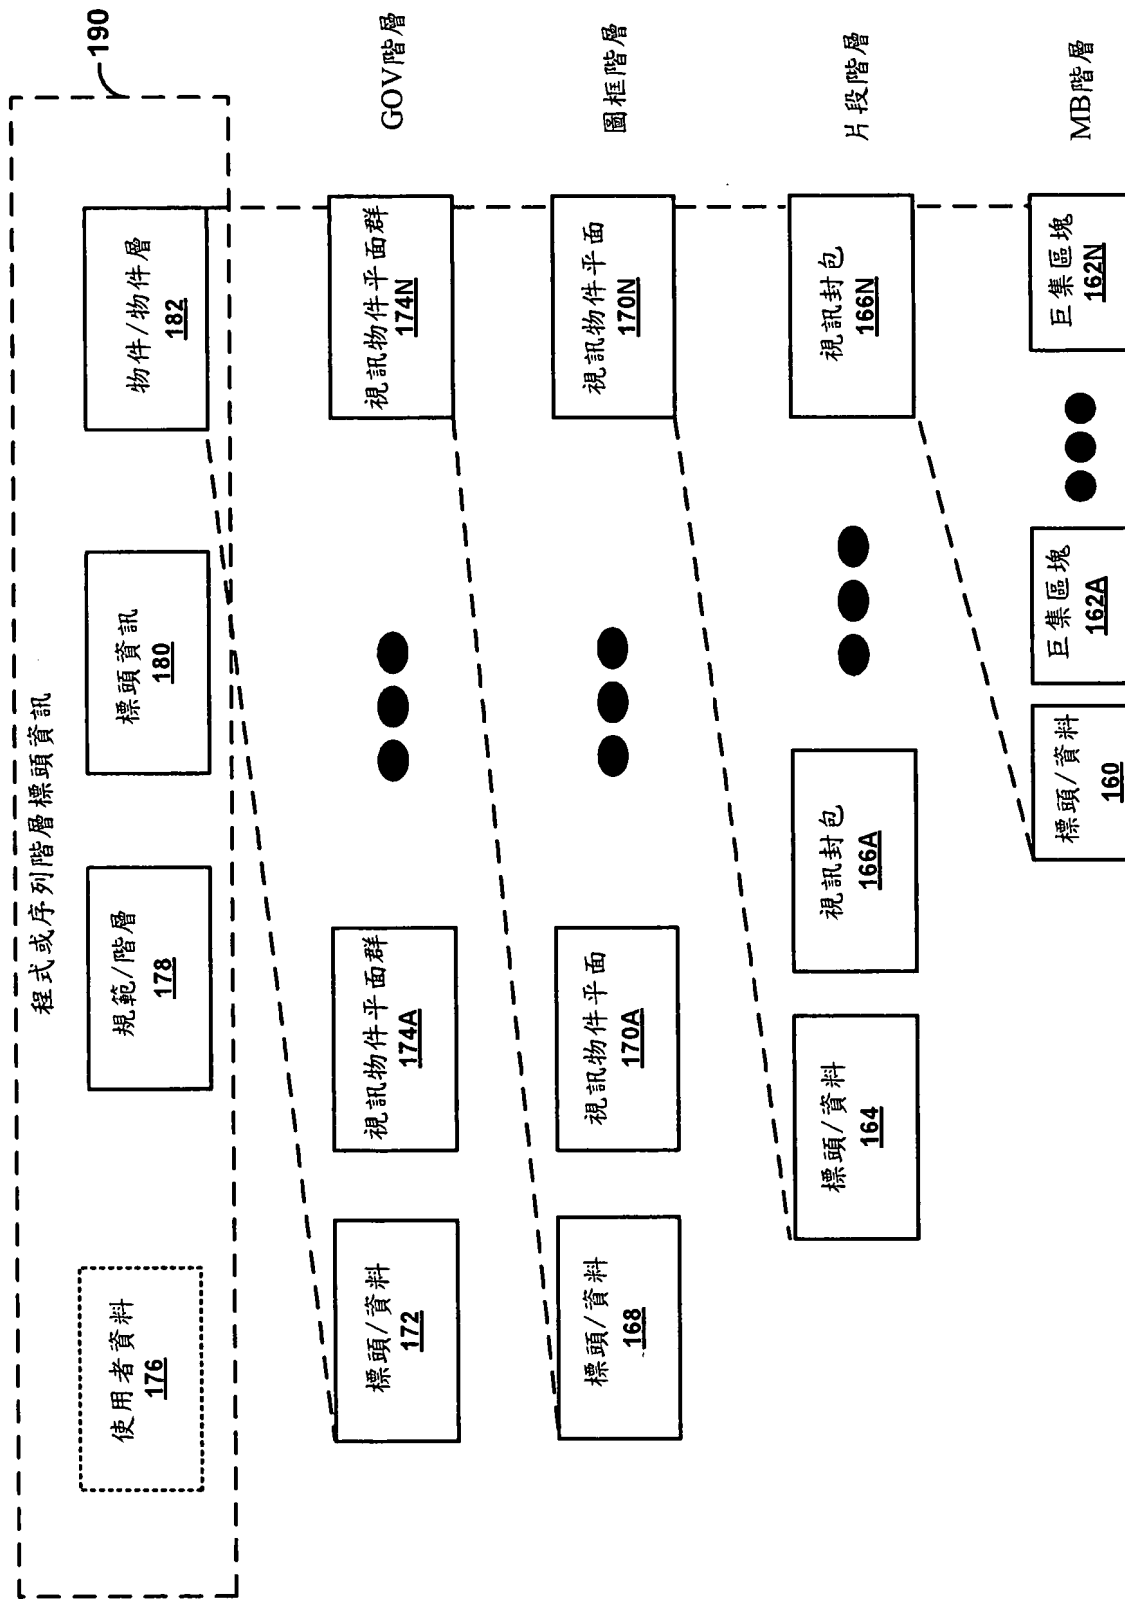 190
程式或序列階層標頭資訊
使用者資料
176
規範/階層
178
標頭資訊
180
物件/物件層
182
標頭/資料
172
視訊物件平面群
174A
視訊物件平面群
174N
GOV階層
標頭/資料
168
視訊物件平面
170A
視訊物件平面
170N
圖框階層
標頭/資料
164
視訊封包
166A
視訊封包
166N
片段階層
標頭/資料
160
巨集區塊
162A
巨集區塊
162N
MB階層